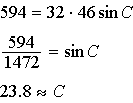 594 = 32 · 46 sin C
594/1472 = sin C
23.8 ≈ C